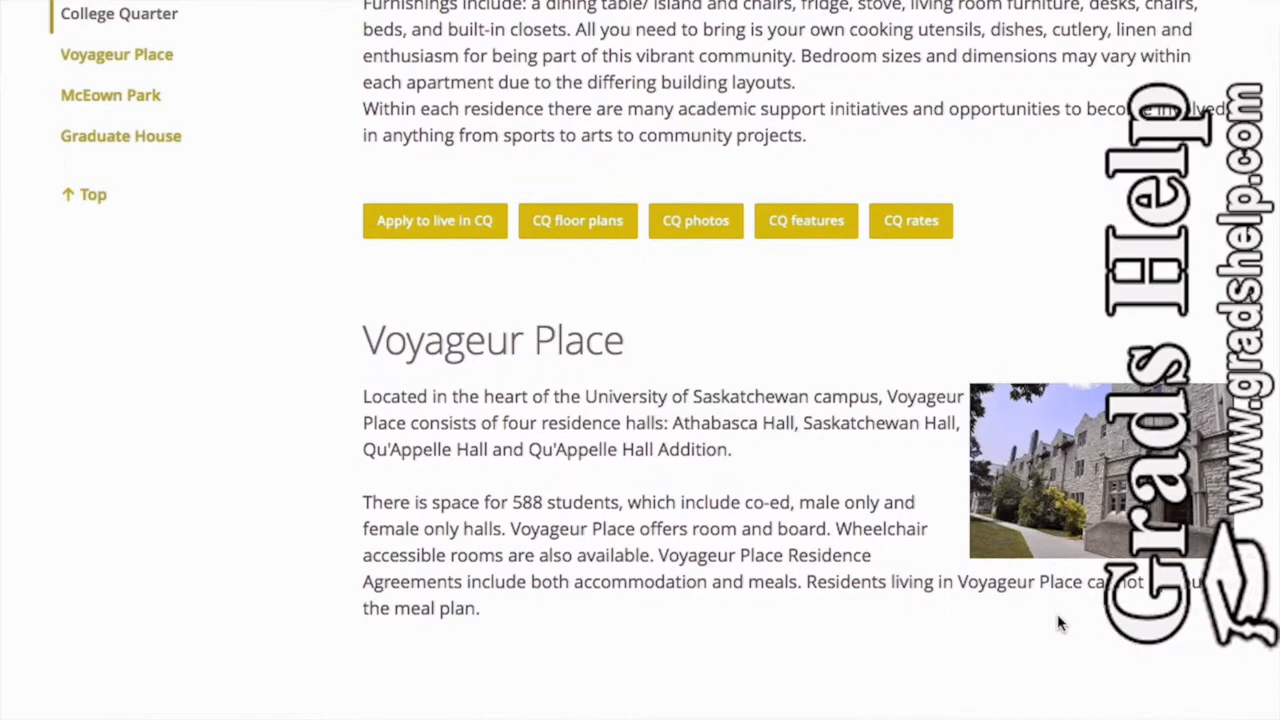 College Quarter
Voyageur Place
McEown Park
Graduate House
↑ Top
Furnishings include: a dining table/ island and chairs, fridge, stove, living room furniture, desks, chairs,
beds, and built-in closets. All you need to bring is your own cooking utensils, dishes, cutlery, linen and
enthusiasm for being part of this vibrant community. Bedroom sizes and dimensions may vary within
each apartment due to the differing building layouts.
Within each residence there are many academic support initiatives and opportunities to become involved
in anything from sports to arts to community projects.
Apply to live in CQ
CQ floor plans
CQ photos
CQ features
CQ rates
Voyageur Place
Located in the heart of the University of Saskatchewan campus, Voyageur
Place consists of four residence halls: Athabasca Hall, Saskatchewan Hall,
Qu'Appelle Hall and Qu'Appelle Hall Addition.
There is space for 588 students, which include co-ed, male only and
female only halls. Voyageur Place offers room and board. Wheelchair
accessible rooms are also available. Voyageur Place Residence
Agreements include both accommodation and meals. Residents living in Voyageur Place cannot
the meal plan.
Grads Help
www.gradshelp.com